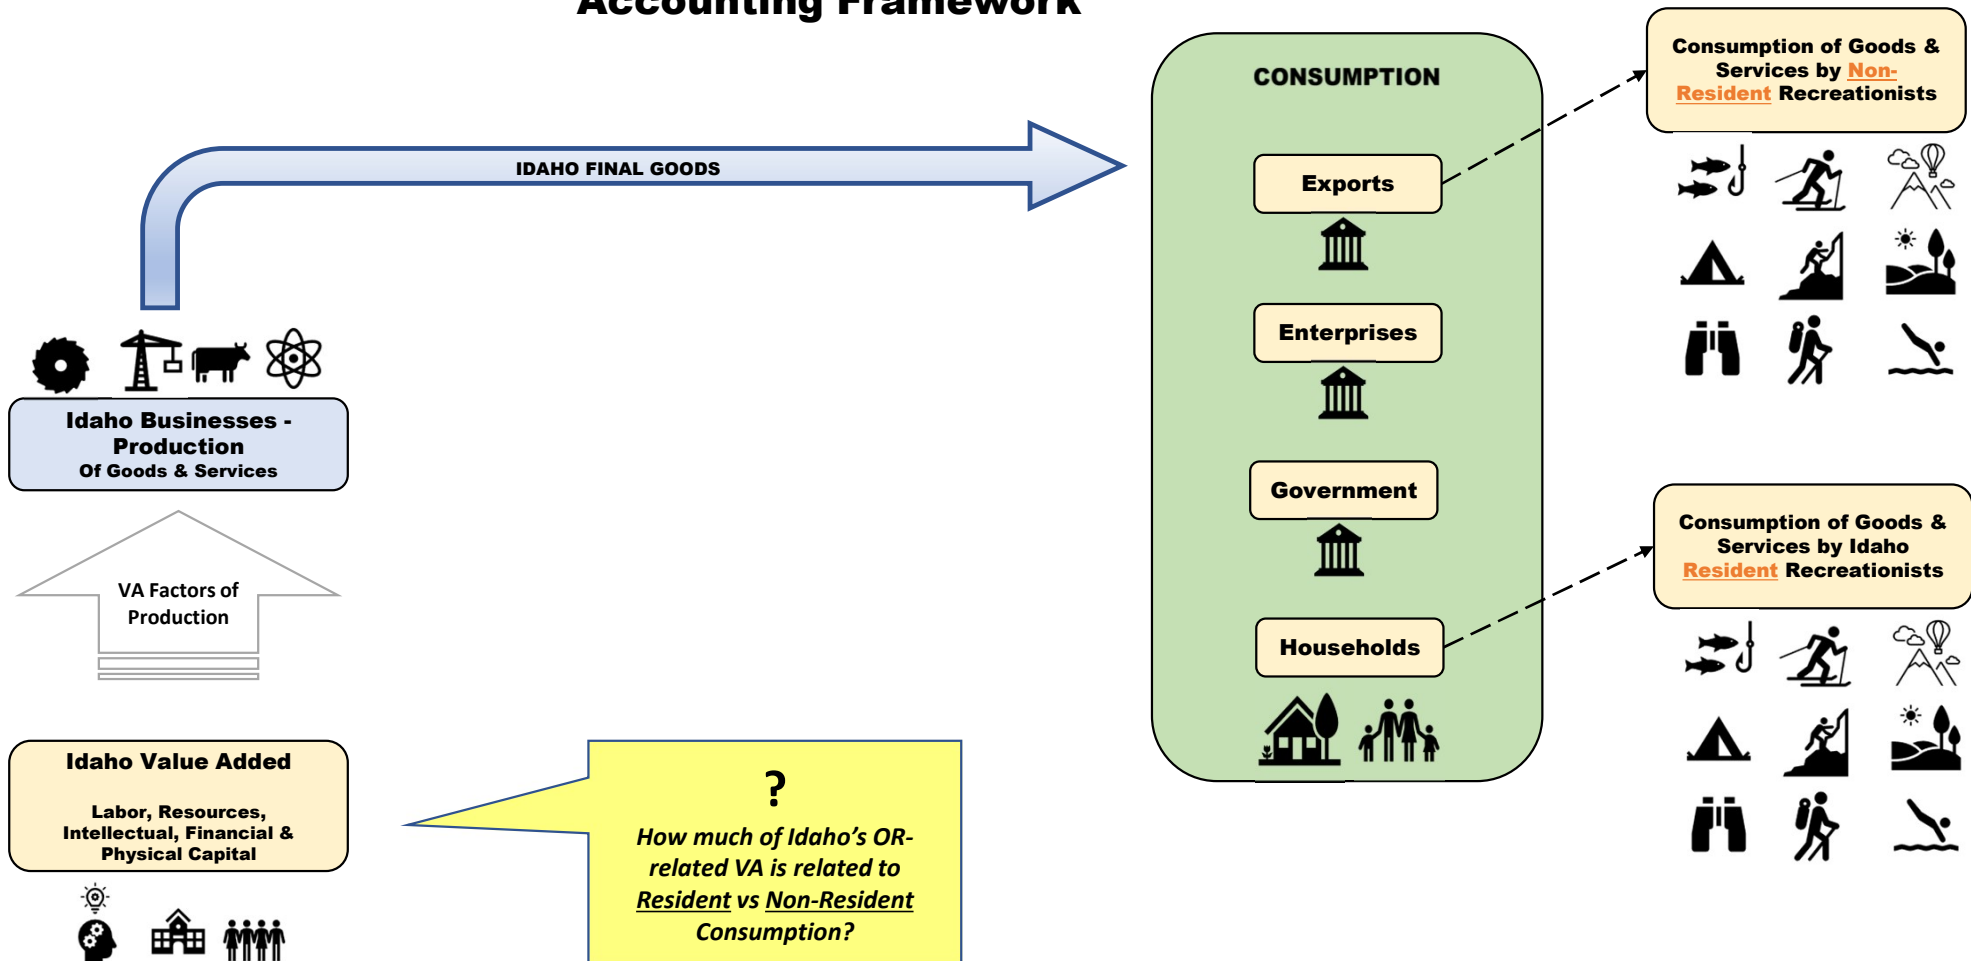 Accounting Framework
CONSUMPTION
Consumption of Goods &
Services by Non-
Resident Recreationists
IDAHO FINAL GOODS
Exports
Enterprises
Idaho Businesses -
Production
Of Goods & Services
Government
Consumption of Goods &
Services by Idaho
Resident Recreationists
VA Factors of
Production
Households
Idaho Value Added
Labor, Resources,
Intellectual, Financial &
Physical Capital
?
How much of Idaho’s OR-
related VA is related to
Resident vs Non-Resident
Consumption?